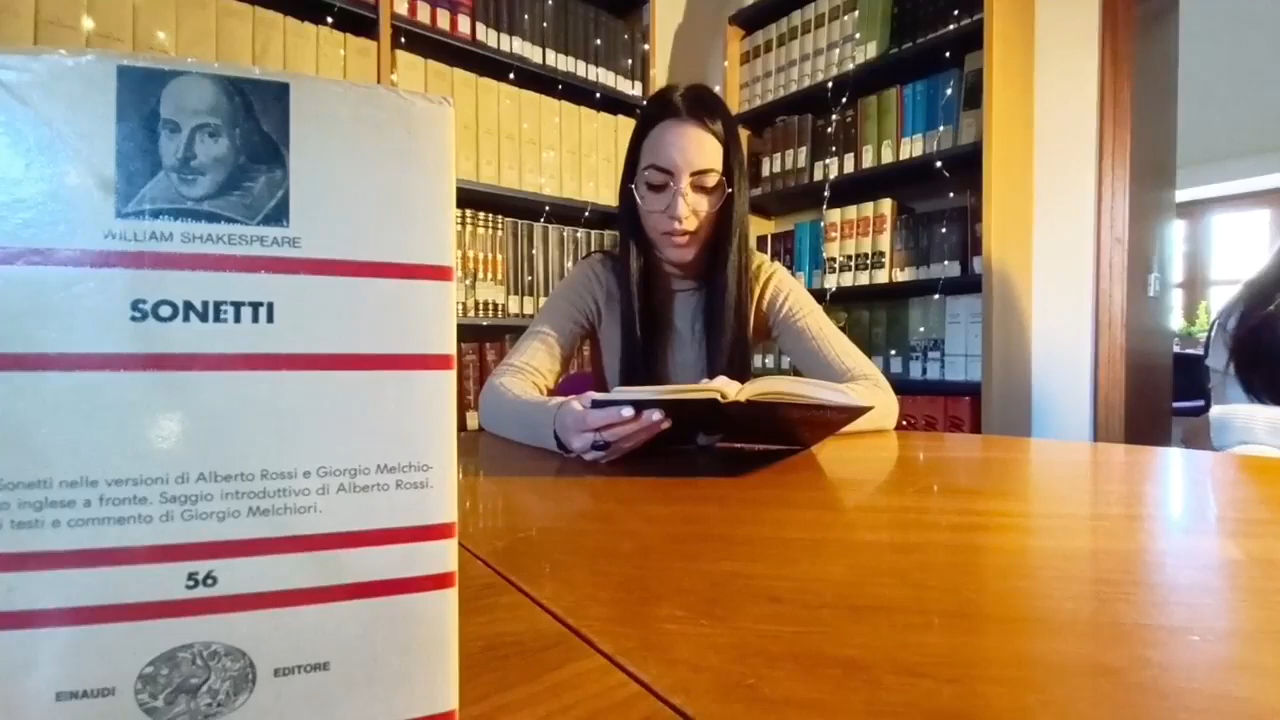 WILLIAM SHAKESPEARE
SONETTI
Sonetti nelle versioni di Alberto Rossi e Giorgio Melchio-
o inglese a fronte. Saggio introduttivo di Alberto Rossi.
i testi e commento di Giorgio Melchiori.
56
EINAUDI EDITORE